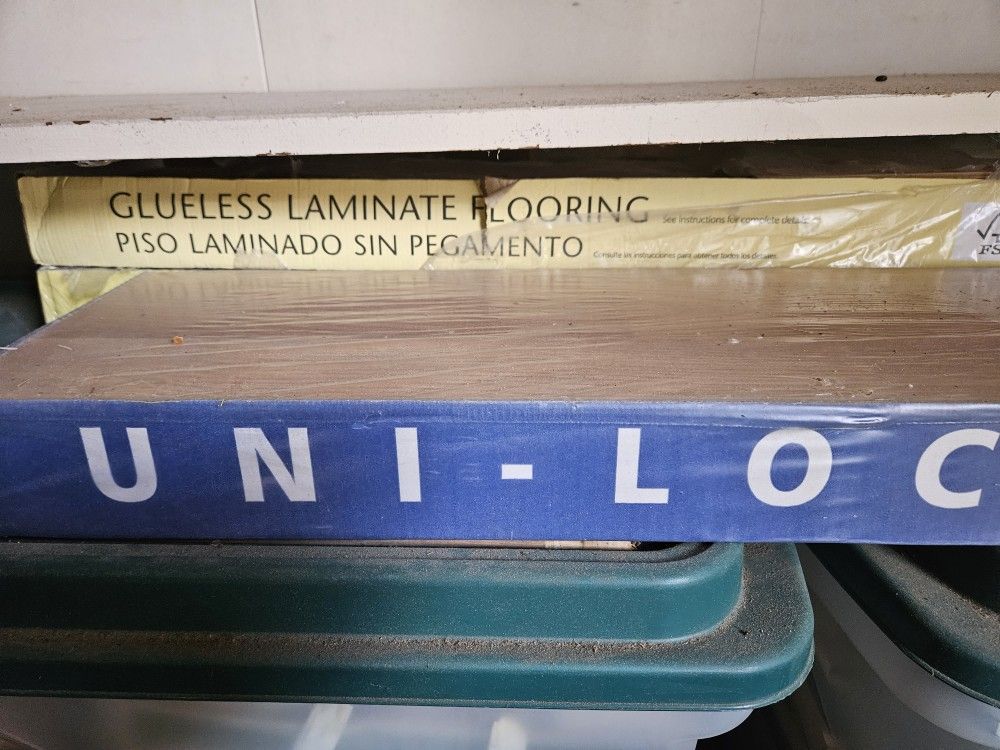 GLUELESS LAMINATE FLOORING See instructions for complete details.
PISO LAMINADO SIN PEGAMENTO Consulte las instrucciones para obtener todos los detalles.
FS
UNI-LOC